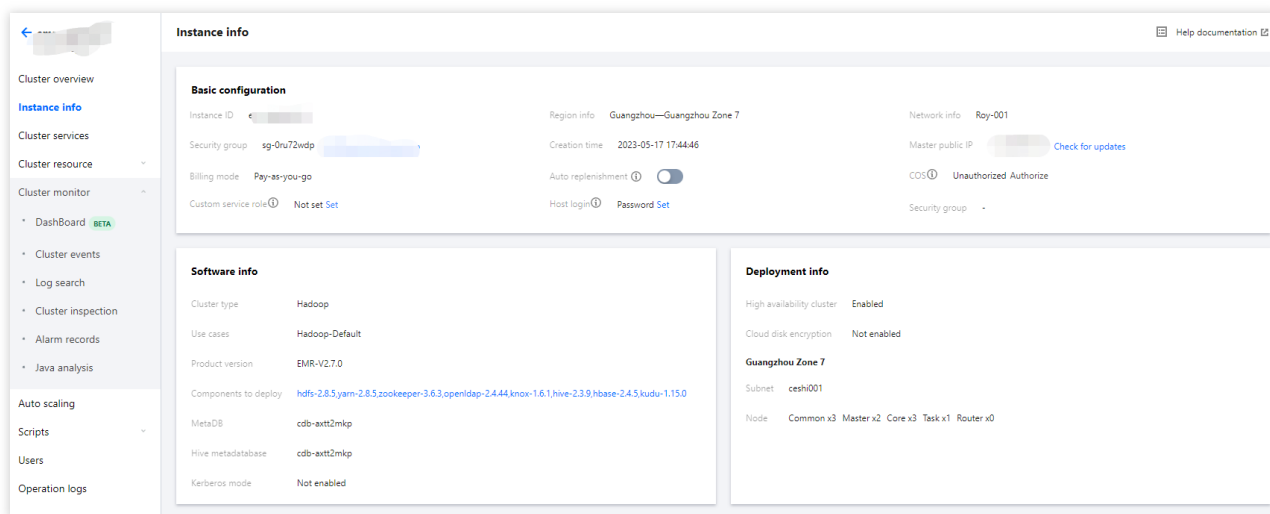 Instance info
Help documentation
Cluster overview
Instance info
Cluster services
Cluster resource
Cluster monitor
DashBoard BETA
Cluster events
Log search
Cluster inspection
Alarm records
Java analysis
Auto scaling
Scripts
Users
Operation logs
Basic configuration
Instance ID
Region info Guangzhou—Guangzhou Zone 7
Network info Roy-001
Security group sg-0ru72wdp
Creation time 2023-05-17 17:44:46
Master public IP Check for updates
Billing mode Pay-as-you-go
Auto replenishment
COS Unauthorized Authorize
Custom service role Not set Set
Host login Password Set
Security group -
Software info
Cluster type Hadoop
Use cases Hadoop-Default
Product version EMR-V2.7.0
Components to deploy hdfs-2.8.5,yarn-2.8.5,zookeeper-3.6.3,openldap-2.4.44,knox-1.6.1,hive-2.3.9,hbase-2.4.5,kudu-1.15.0
MetaDB cdb-axtt2mkp
Hive metadatabase cdb-axtt2mkp
Kerberos mode Not enabled
Deployment info
High availability cluster Enabled
Cloud disk encryption Not enabled
Guangzhou Zone 7
Subnet ceshi001
Node Common x3 Master x2 Core x3 Task x1 Router x0